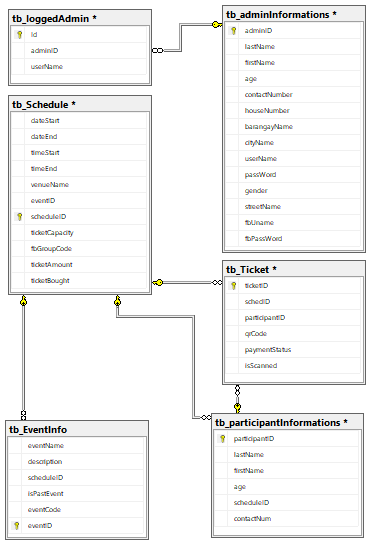 tb_loggedAdmin *
Id
adminID
userName
tb_adminInformations *
adminID
lastName
firstName
age
contactNumber
houseNumber
barangayName
cityName
userName
passWord
gender
streetName
fbUname
fbPassWord
tb_Schedule *
dateStart
dateEnd
timeStart
timeEnd
venueName
eventID
scheduleID
ticketCapacity
fbGroupCode
ticketAmount
ticketBought
tb_Ticket *
ticketID
schedID
participantID
qrCode
paymentStatus
isScanned
tb_EventInfo
eventName
description
scheduleID
isPastEvent
eventCode
eventID
tb_participantInformations *
participantID
lastName
firstName
age
scheduleID
contactNum